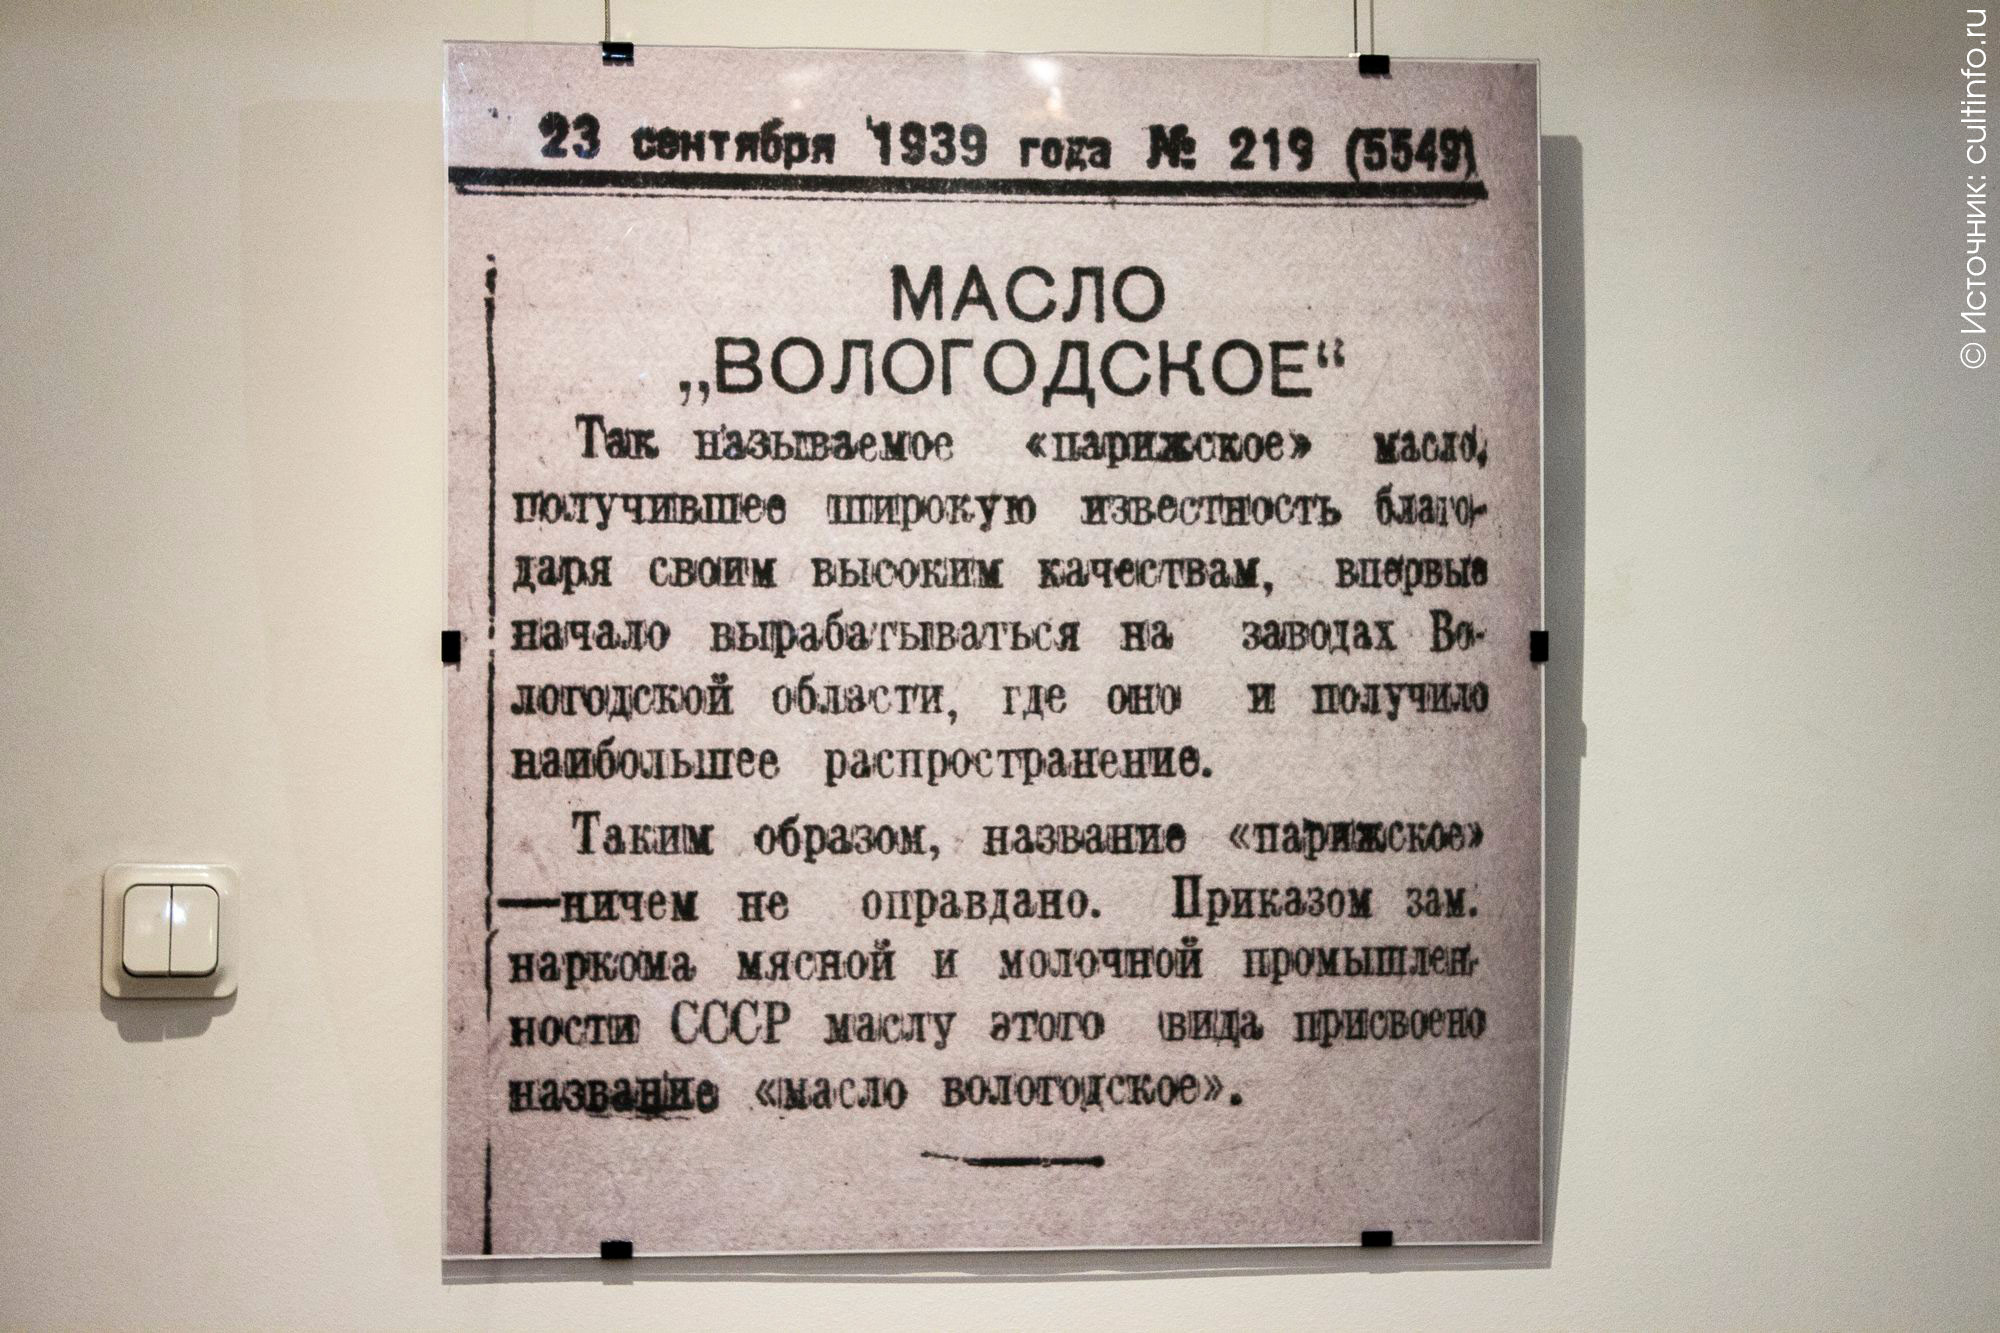 23 сентября 1939 года № 219 (5549)
МАСЛО
„ВОЛОГОДСКОЕ“
Так называемое «парижское» масло,
получившее широкую известность благо-
даря своим высоким качествам, впервые
начало вырабатываться на заводах Во-
логодской области, где оно и получило
наибольшее распространение.
Таким образом, название «парижское»
—ничем не оправдано. Приказом зам.
наркома мясной и молочной промышлен-
ности СССР маслу этого вида присвоено
название «масло вологодское».
© Источник: cultinfo.ru